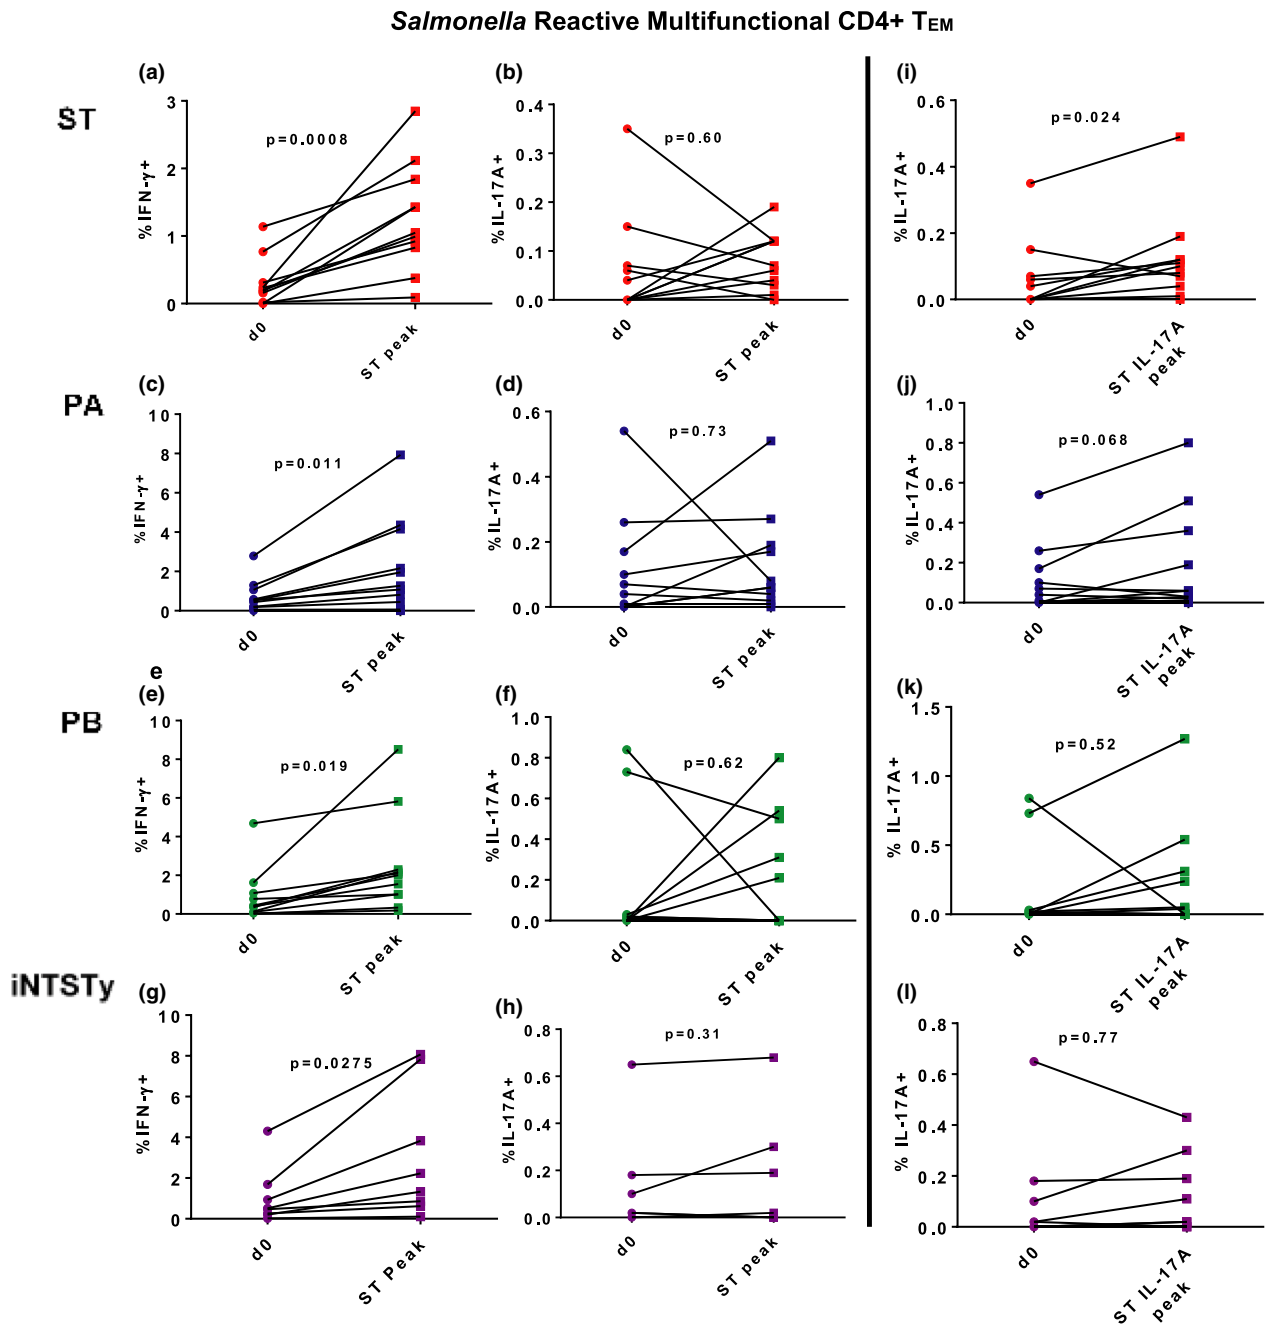 Salmonella Reactive Multifunctional CD4+ TEM
ST
(a)
%IFN-γ+
3
2
1
0
p=0.0008
d0
ST peak
(b)
%IL-17A+
0.4
0.3
0.2
0.1
0.0
p=0.60
d0
ST peak
(i)
%IL-17A+
0.6
0.4
0.2
0.0
p=0.024
d0
ST IL-17A
peak
PA
(c)
%IFN-γ+
10
8
6
4
2
0
p=0.011
d0
ST peak
(d)
%IL-17A+
0.6
0.4
0.2
0.0
p=0.73
d0
ST peak
(j)
%IL-17A+
1.0
0.8
0.6
0.4
0.2
0.0
p=0.068
d0
ST IL-17A
peak
PB
e
(e)
%IFN-γ+
10
8
6
4
2
0
p=0.019
d0
ST peak
(f)
%IL-17A+
1.0
0.8
0.6
0.4
0.2
0.0
p=0.62
d0
ST peak
(k)
% IL-17A+
1.5
1.0
0.5
0.0
p=0.52
d0
ST IL-17A
peak
iNTSTy
(g)
%IFN-γ+
10
8
6
4
2
0
p=0.0275
d0
ST Peak
(h)
%IL-17A+
0.8
0.6
0.4
0.2
0.0
p=0.31
d0
ST peak
(l)
% IL-17A+
0.8
0.6
0.4
0.2
0.0
p=0.77
d0
ST IL-17A
peak